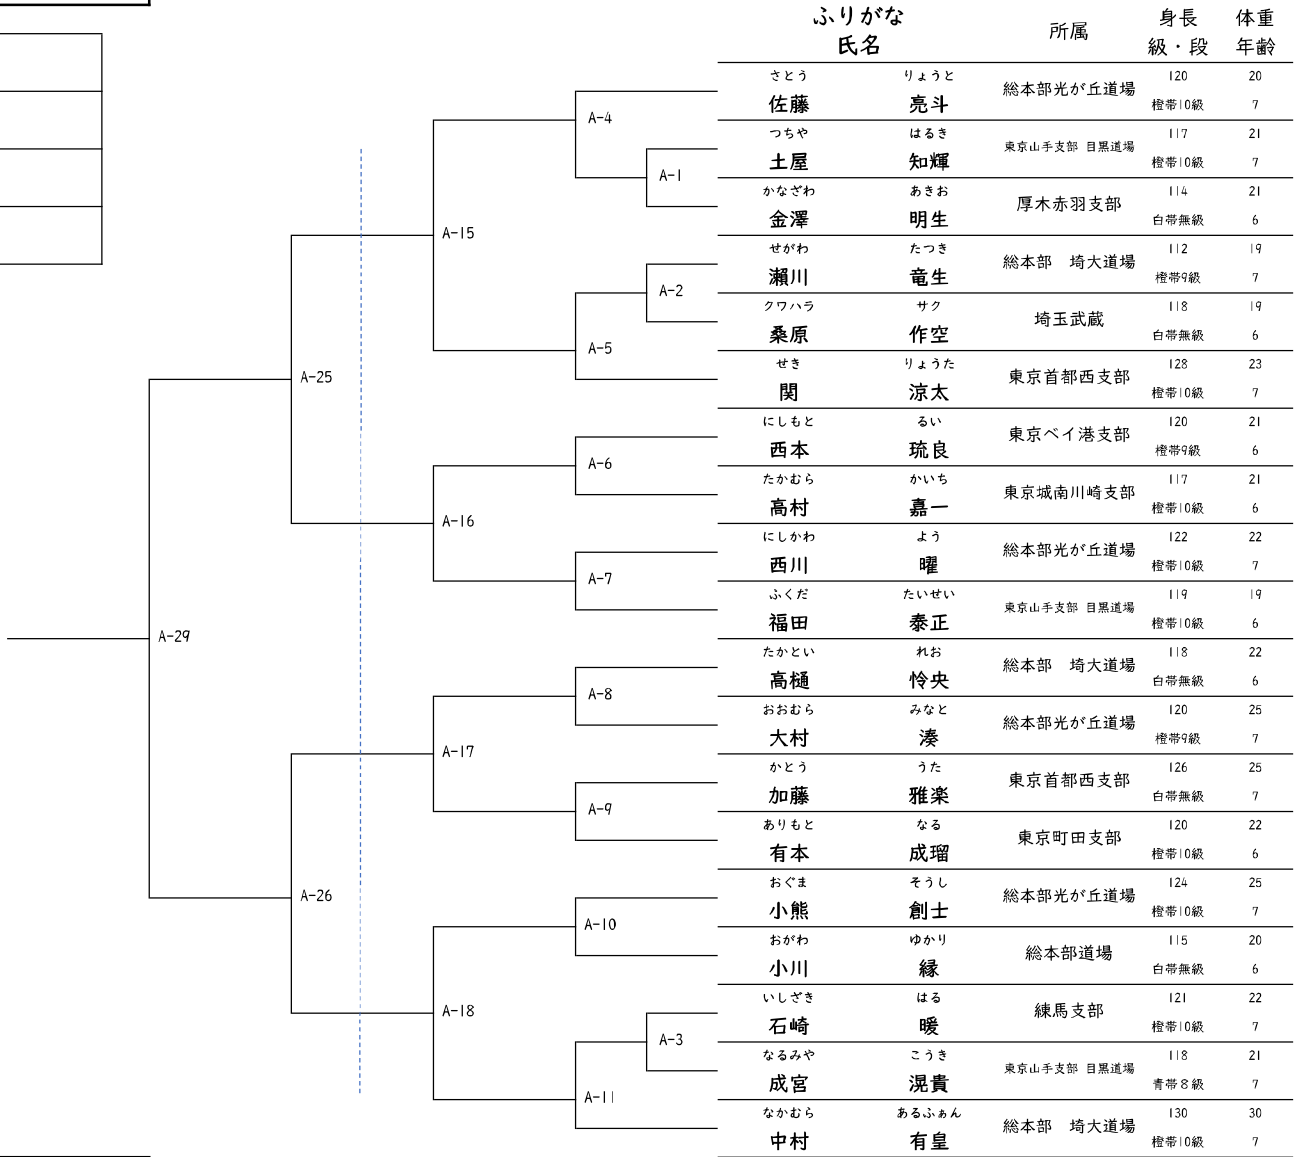 ふりがな 所属 身長 体重
氏名 級・段 年齢
さとう りょうと 総本部光が丘道場 120 20
佐藤 亮斗 橙帯10級 7
A-4
つちや はるき 東京山手支部 目黒道場 117 21
土屋 知輝 橙帯10級 7
A-1
かなざわ あきお 厚木赤羽支部 114 21
金澤 明生 白帯無級 6
A-15
せがわ たつき 総本部 埼大道場 112 19
瀬川 竜生 橙帯9級 7
A-2
クワハラ サク 埼玉武蔵 118 19
桑原 作空 白帯無級 6
A-5
せき りょうた 東京首都西支部 128 23
関 涼太 橙帯10級 7
A-25
にしもと るい 東京ベイ港支部 120 21
西本 琉良 橙帯9級 6
A-6
たかむら かいち 東京城南川崎支部 117 21
高村 嘉一 橙帯10級 6
A-16
にしかわ よう 総本部光が丘道場 122 22
西川 曜 橙帯10級 7
A-7
ふくだ たいせい 東京山手支部 目黒道場 119 19
福田 泰正 橙帯10級 6
A-29
たかとい れお 総本部 埼大道場 118 22
高樋 怜央 白帯無級 6
A-8
おおむら みなと 総本部光が丘道場 120 25
大村 湊 橙帯9級 7
A-17
かとう うた 東京首都西支部 126 25
加藤 雅楽 白帯無級 7
A-9
ありもと なる 東京町田支部 120 22
有本 成瑠 橙帯10級 6
A-26
おぐま そうし 総本部光が丘道場 124 25
小熊 創士 橙帯10級 7
A-10
おがわ ゆかり 総本部道場 115 20
小川 縁 白帯無級 6
A-18
いしざき はる 練馬支部 121 22
石崎 暖 橙帯10級 7
A-3
なるみや こうき 東京山手支部 目黒道場 118 21
成宮 滉貴 青帯8級 7
A-11
なかむら あるふぁん 総本部 埼大道場 130 30
中村 有皇 橙帯10級 7